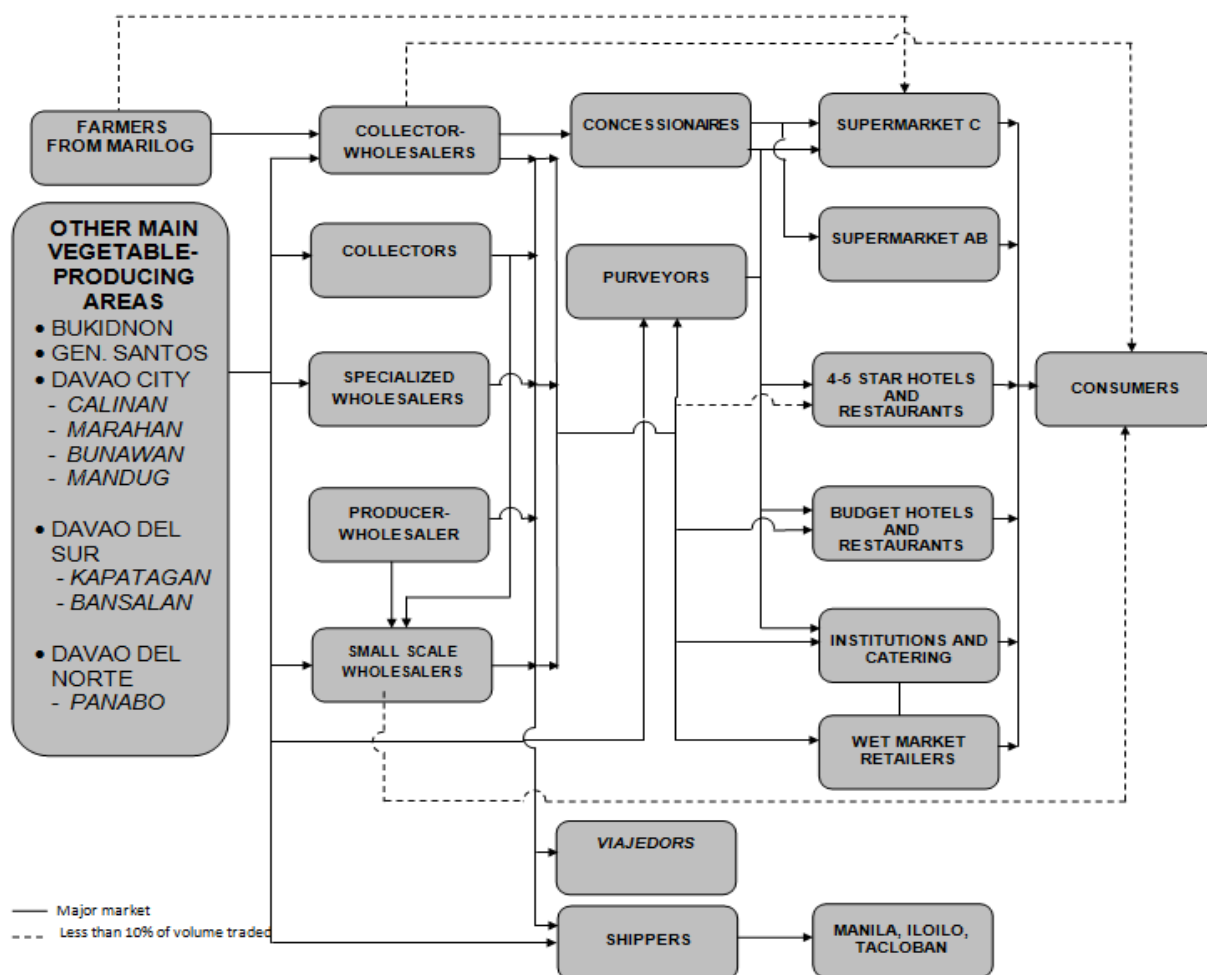 FARMERS
FROM MARILOG
OTHER MAIN
VEGETABLE-
PRODUCING
AREAS
• BUKIDNON
• GEN. SANTOS
• DAVAO CITY
- CALINAN
- MARAHAN
- BUNAWAN
- MANDUG
• DAVAO DEL
SUR
- KAPATAGAN
- BANSALAN
• DAVAO DEL
NORTE
- PANABO
COLLECTOR-
WHOLESALERS
COLLECTORS
SPECIALIZED
WHOLESALERS
PRODUCER-
WHOLESALER
SMALL SCALE
WHOLESALERS
CONCESSIONAIRES
PURVEYORS
VIAJEDORS
SHIPPERS
SUPERMARKET C
SUPERMARKET AB
4-5 STAR HOTELS
AND
RESTAURANTS
BUDGET HOTELS
AND
RESTAURANTS
INSTITUTIONS AND
CATERING
WET MARKET
RETAILERS
MANILA, ILOILO,
TACLOBAN
CONSUMERS
Major market
Less than 10% of volume traded